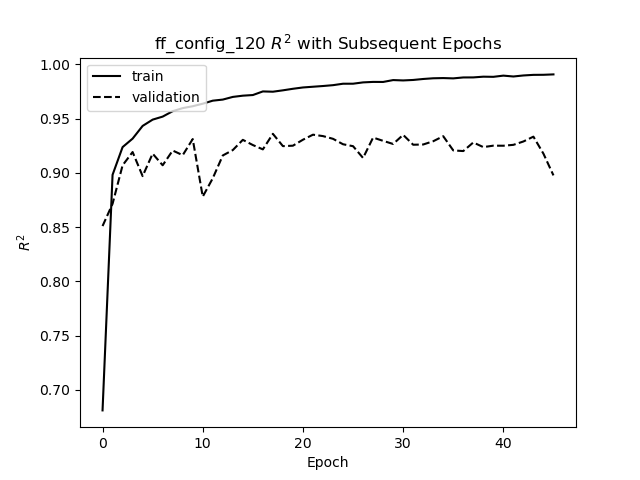 ff_config_120 R² with Subsequent Epochs
train
validation
1.00
0.95
0.90
0.85
0.80
0.75
0.70
R²
0 10 20 30 40
Epoch